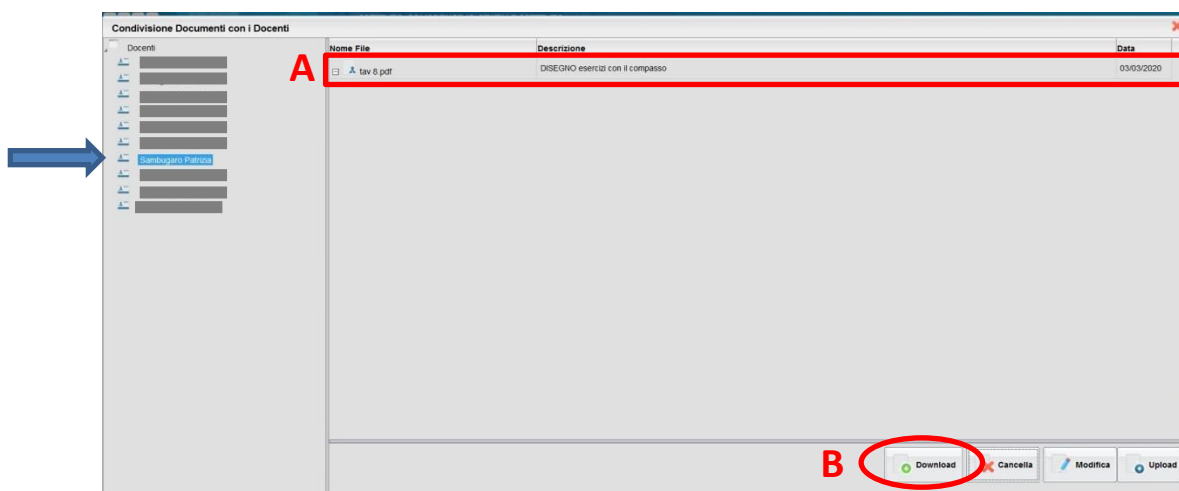 Condivisione Documenti con i Docenti
Docenti
Nome File Descrizione Data
A
tav 8.pdf DISEGNO esercizi con il compasso 03/03/2020
Sambugaro Patrizia
B
Download Cancella Modifica Upload